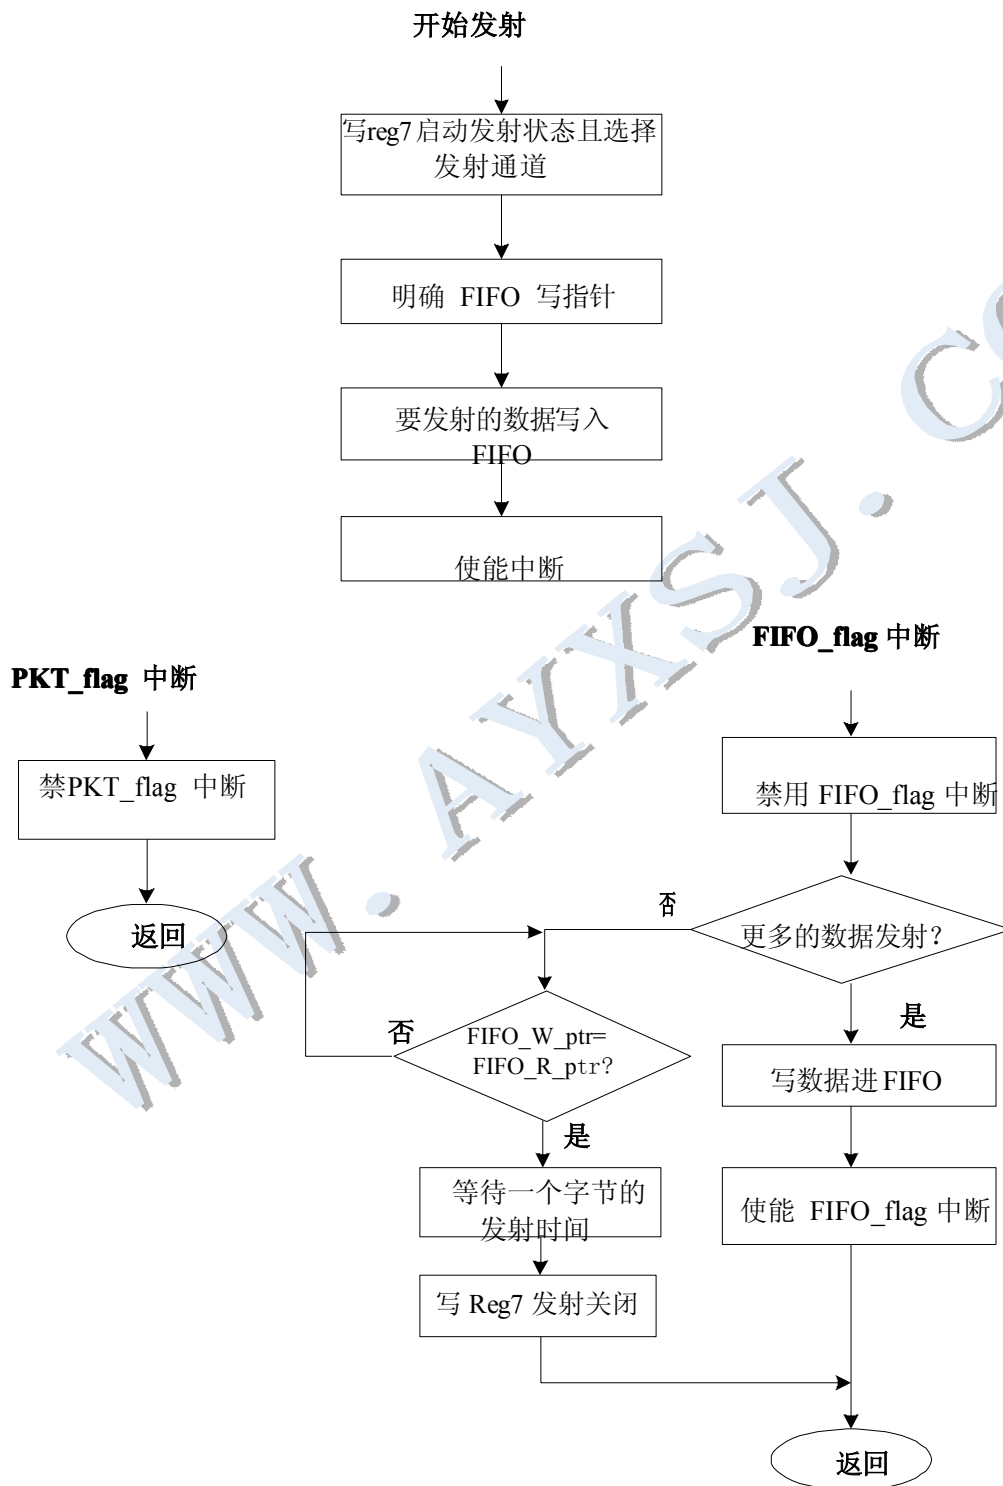 开始发射
写reg7启动发射状态且选择
发射通道
明确 FIFO 写指针
要发射的数据写入
FIFO
使能中断
FIFO_flag 中断
PKT_flag 中断
禁PKT_flag 中断
禁用 FIFO_flag 中断
返回
否
更多的数据发射?
否
FIFO_W_ptr=
FIFO_R_ptr?
是
写数据进FIFO
是
等待一个字节的
发射时间
使能 FIFO_flag 中断
写 Reg7 发射关闭
返回
WWW.AYXSJ.CO